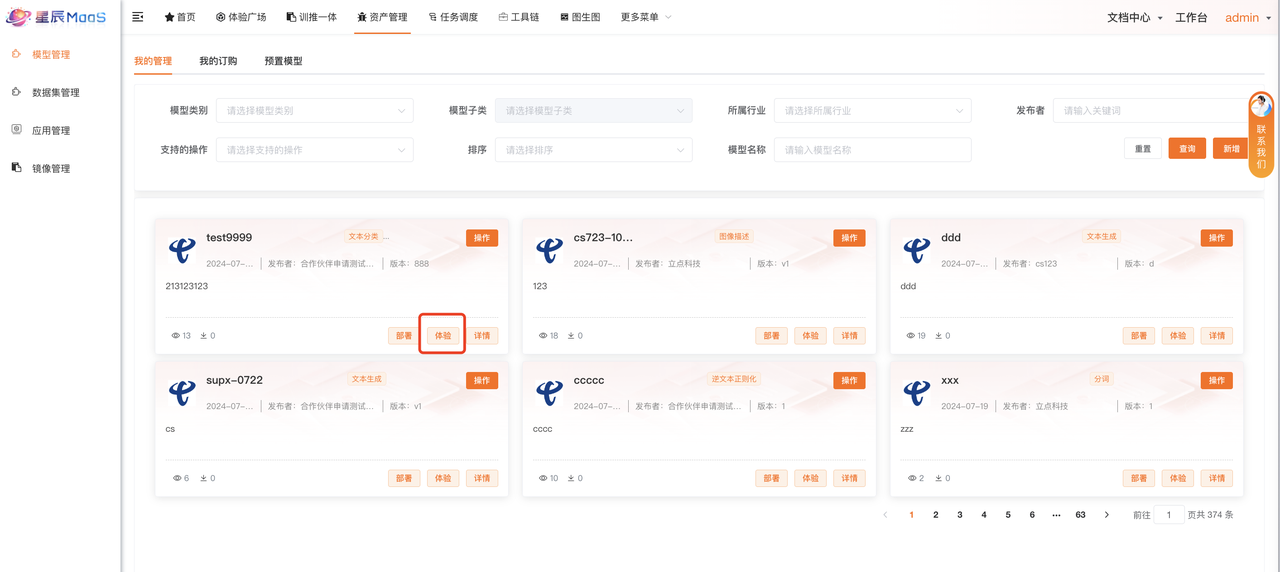 星辰MaaS
首页 体验广场 训推一体 资产管理 任务调度 工具链 图生图 更多菜单 文档中心 工作台 admin
模型管理
数据集管理
应用管理
镜像管理
我的管理 我的订购 预置模型
模型类别 请选择模型类别 模型子类 请选择模型子类 所属行业 请选择所属行业 发布者 请输入关键词
支持的操作 请选择支持的操作 排序 请选择排序 模型名称 请输入模型名称 重置 查询 新增
联系我们
test9999 文本分类 ... 操作
2024-07-... 发布者: 合作伙伴申请测试... 版本: 888
213123123
13 0 部署 体验 详情
cs723-10... 图像描述 操作
2024-07-... 发布者: 立点科技 版本: v1
123
18 0 部署 体验 详情
ddd 文本生成 操作
2024-07-... 发布者: cs123 版本: d
ddd
19 0 部署 体验 详情
supx-0722 文本生成 操作
2024-07-... 发布者: 合作伙伴申请测试... 版本: v1
cs
6 0 部署 体验 详情
ccccc 逆文本正则化 操作
2024-07-... 发布者: 合作伙伴申请测试... 版本: 1
cccc
10 0 部署 体验 详情
xxx 分词 操作
2024-07-19 发布者: 立点科技 版本: 1
zzz
2 0 部署 体验 详情
1 2 3 4 5 6 ... 63 前往 1 页共 374 条